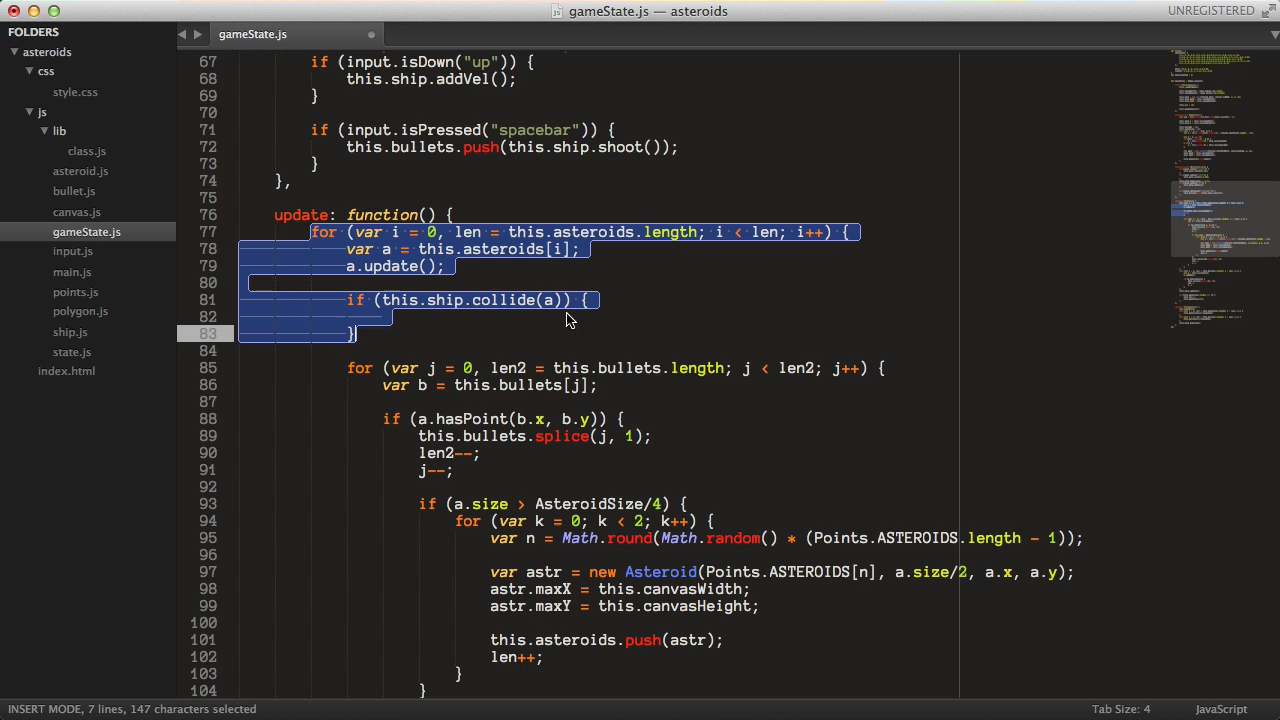 gameState.js — asteroids
UNREGISTERED
FOLDERS
asteroids
css
style.css
js
lib
class.js
asteroid.js
bullet.js
canvas.js
gameState.js
input.js
main.js
points.js
polygon.js
ship.js
state.js
index.html
gameState.js
67 if (input.isDown("up")) {
68 this.ship.addVel();
69 }
70
71 if (input.isPressed("spacebar")) {
72 this.bullets.push(this.ship.shoot());
73 }
74 },
75
76 update: function() {
77 for (var i = 0, len = this.asteroids.length; i < len; i++) {
78 var a = this.asteroids[i];
79 a.update();
80
81 if (this.ship.collide(a)) {
82
83 }
84
85 for (var j = 0, len2 = this.bullets.length; j < len2; j++) {
86 var b = this.bullets[j];
87
88 if (a.hasPoint(b.x, b.y)) {
89 this.bullets.splice(j, 1);
90 len2--;
91 j--;
92
93 if (a.size > AsteroidSize/4) {
94 for (var k = 0; k < 2; k++) {
95 var n = Math.round(Math.random() * (Points.ASTEROIDS.length - 1));
96
97 var astr = new Asteroid(Points.ASTEROIDS[n], a.size/2, a.x, a.y);
98 astr.maxX = this.canvasWidth;
99 astr.maxY = this.canvasHeight;
100
101 this.asteroids.push(astr);
102 len++;
103 }
104 }
INSERT MODE, 7 lines, 147 characters selected
Tab Size: 4
JavaScript